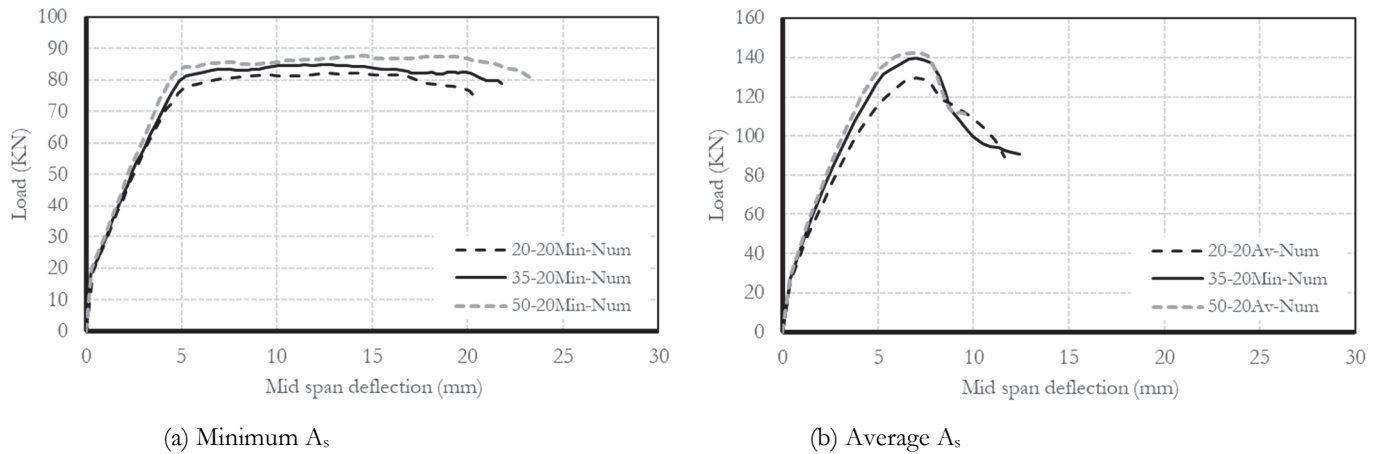 100
90
80
70
60
50
40
30
20
10
0
Load (KN)
20-20Min-Num
35-20Min-Num
50-20Min-Num
0 5 10 15 20 25 30
Mid span deflection (mm)
(a) Minimum As
160
140
120
100
80
60
40
20
0
Load (KN)
20-20Av-Num
35-20Min-Num
50-20Av-Num
0 5 10 15 20 25 30
Mid span deflection (mm)
(b) Average As